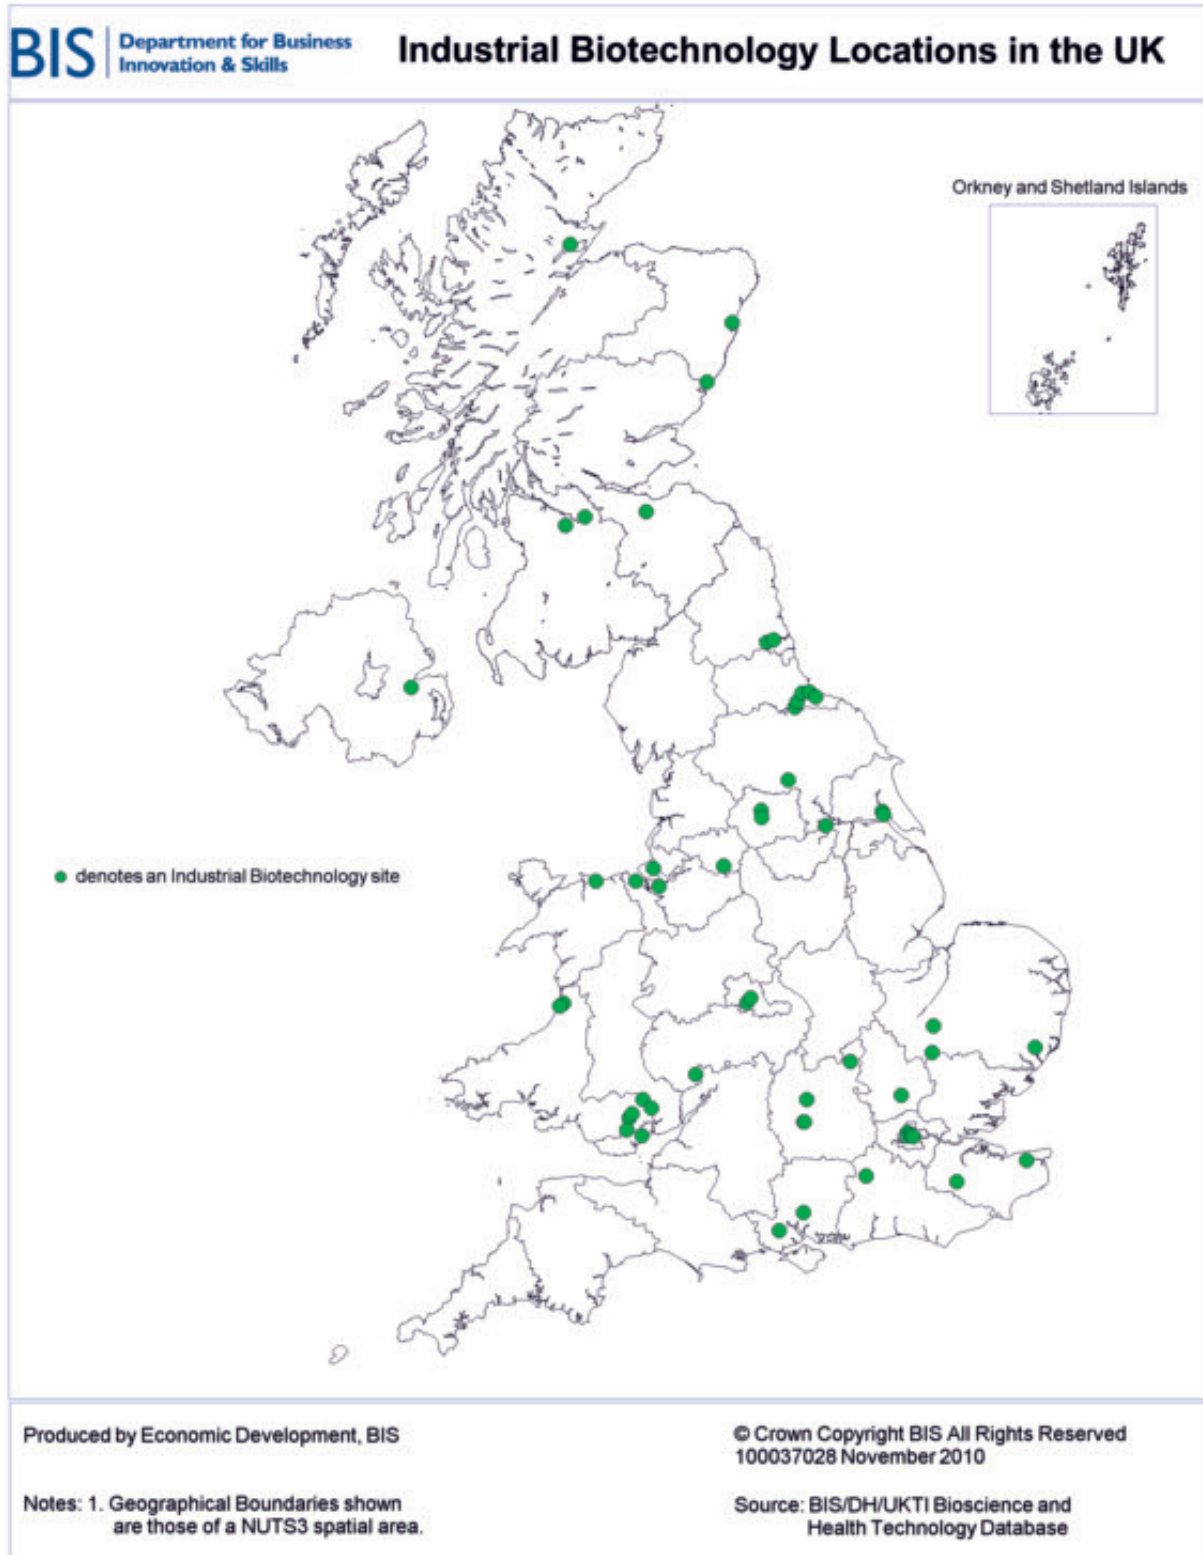 BIS Department for Business
Innovation & Skills
Industrial Biotechnology Locations in the UK
Orkney and Shetland Islands
denotes an Industrial Biotechnology site
Produced by Economic Development, BIS
© Crown Copyright BIS All Rights Reserved
100037028 November 2010
Notes: 1. Geographical Boundaries shown
are those of a NUTS3 spatial area.
Source: BIS/DH/UKTI Bioscience and
Health Technology Database